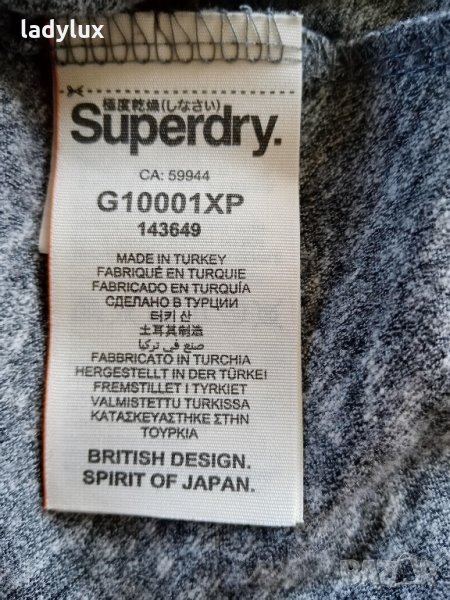 ladylux
極度乾燥(しなさい)
Superdry.
CA: 59944
G10001XP
143649
MADE IN TURKEY
FABRIQUÉ EN TURQUIE
FABRICADO EN TURQUÍA
СДЕЛАНО В ТУРЦИИ
터키 산
土耳其制造
صنع في تركيا
FABBRICATO IN TURCHIA
HERGESTELLT IN DER TÜRKEI
FREMSTILLET I TYRKIET
VALMISTETTU TURKISSA
ΚΑΤΑΣΚΕΥΑΣΤΗΚΕ ΣΤΗΝ
ΤΟΥΡΚΙΑ
BRITISH DESIGN.
SPIRIT OF JAPAN.